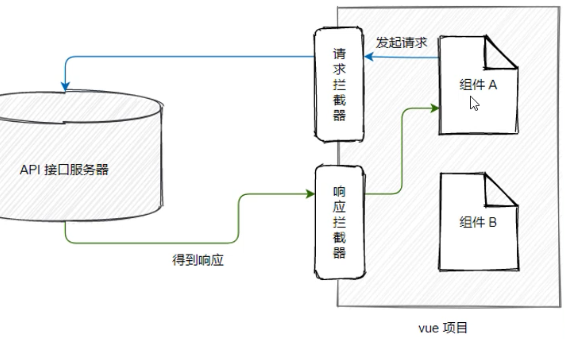 发起请求
请求拦截器
组件 A
API 接口服务器
响应拦截器
组件 B
得到响应
vue 项目